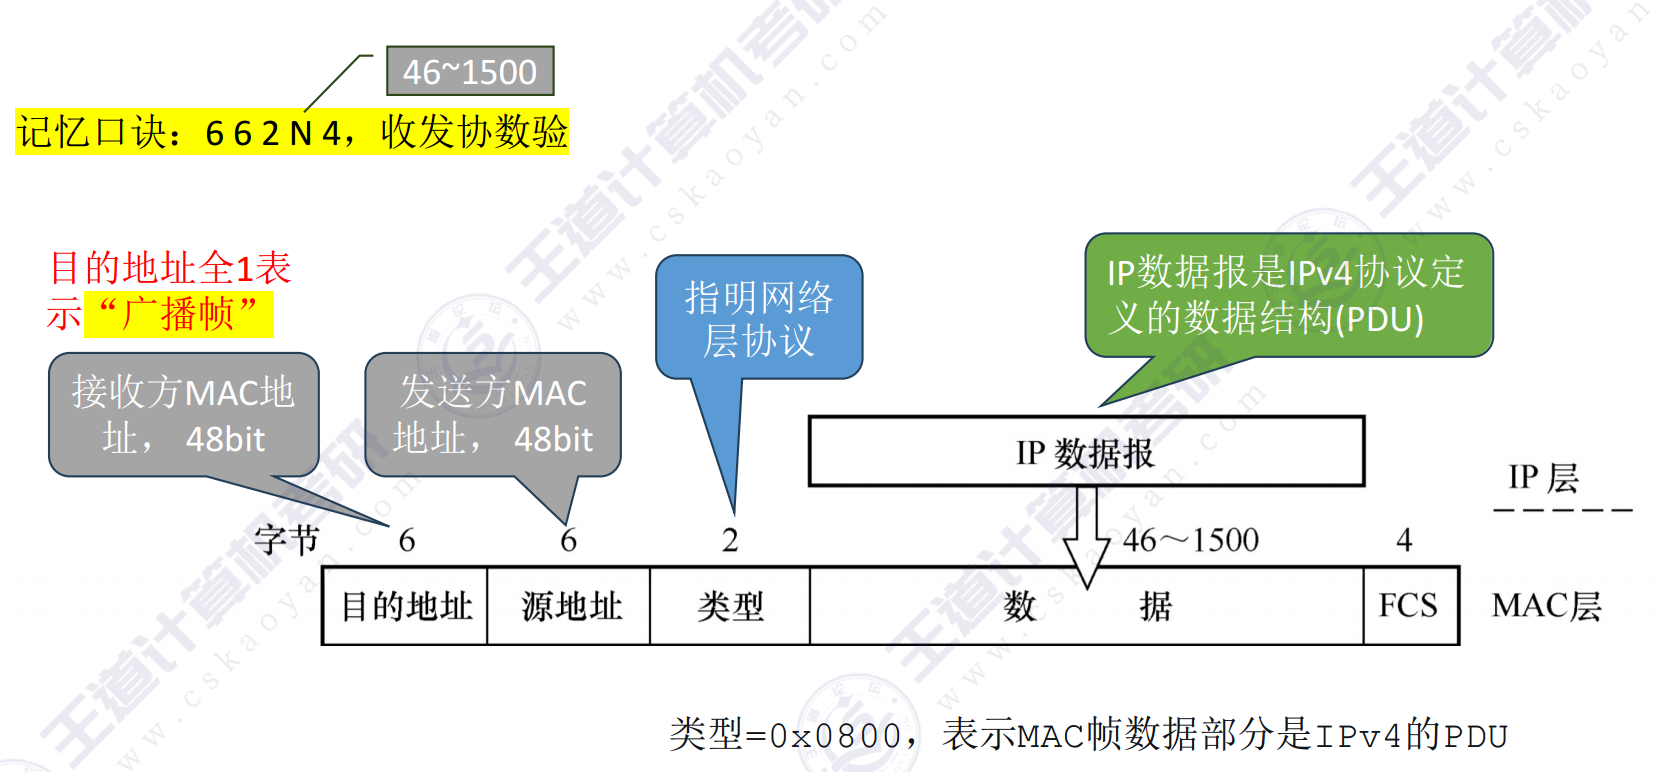 46~1500
记忆口诀：6 6 2 N 4，收发协数验
目的地址全1表
示“广播帧”
指明网络
层协议
IP数据报是IPv4协议定
义的数据结构(PDU)
接收方MAC地
址， 48bit
发送方MAC
地址， 48bit
IP 数据报
IP 层
字节 6 6 2 46～1500 4
目的地址 源地址 类型 数 据 FCS MAC层
类型=0x0800，表示MAC帧数据部分是IPv4的PDU
王道计算机考研
www.cskaoyan.com